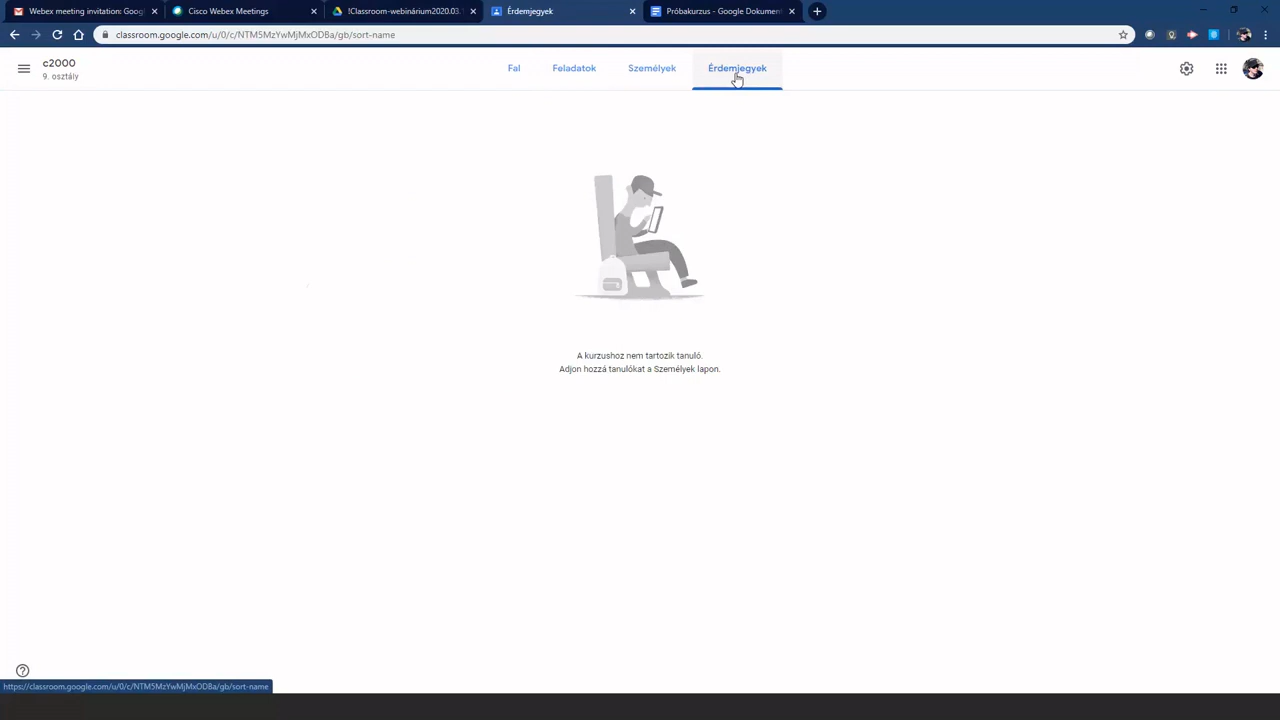 Webex meeting invitation: Goog
Cisco Webex Meetings
!Classroom-webinárium2020.03.
Érdemjegyek
Próbakurzus - Google Dokument
classroom.google.com/u/0/c/NTM5MzYwMjMxODBa/gb/sort-name
c2000
9. osztály
Fal
Feladatok
Személyek
Érdemjegyek
A kurzushoz nem tartozik tanuló.
Adjon hozzá tanulókat a Személyek lapon.
https://classroom.google.com/u/0/c/NTM5MzYwMjMxODBa/gb/sort-name